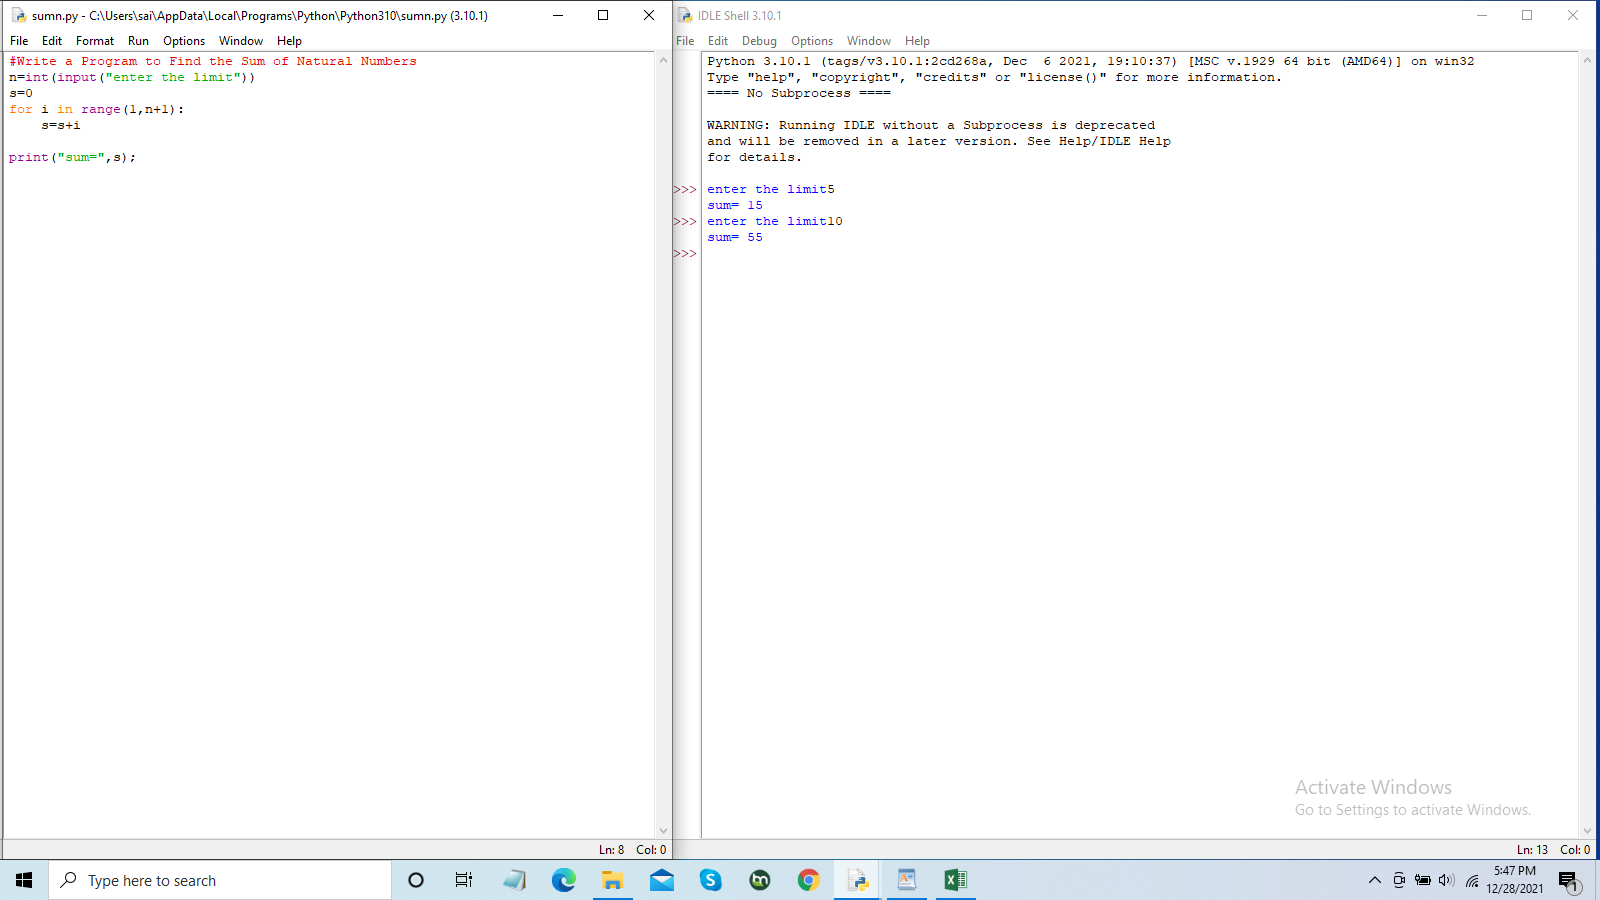 sumn.py - C:\Users\sai\AppData\Local\Programs\Python\Python310\sumn.py (3.10.1)
File Edit Format Run Options Window Help
#Write a Program to Find the Sum of Natural Numbers
n=int(input("enter the limit"))
s=0
for i in range(1,n+1):
    s=s+i
print("sum=",s);
Ln: 8 Col: 0
IDLE Shell 3.10.1
File Edit Debug Options Window Help
Python 3.10.1 (tags/v3.10.1:2cd268a, Dec  6 2021, 19:10:37) [MSC v.1929 64 bit (AMD64)] on win32
Type "help", "copyright", "credits" or "license()" for more information.
==== No Subprocess ====
WARNING: Running IDLE without a Subprocess is deprecated
and will be removed in a later version. See Help/IDLE Help
for details.
>>> enter the limit5
sum= 15
>>> enter the limit10
sum= 55
>>>
Activate Windows
Go to Settings to activate Windows.
Ln: 13 Col: 0
Type here to search
5:47 PM
12/28/2021
1